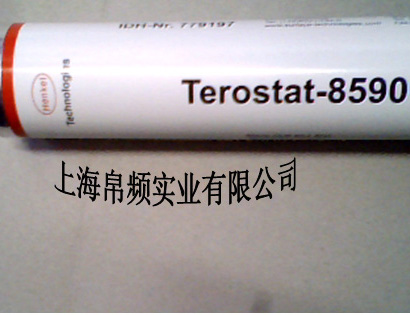 IDH-Nr. 779197
Henkel
Technologies
Terostat-8590
上海帛频实业有限公司